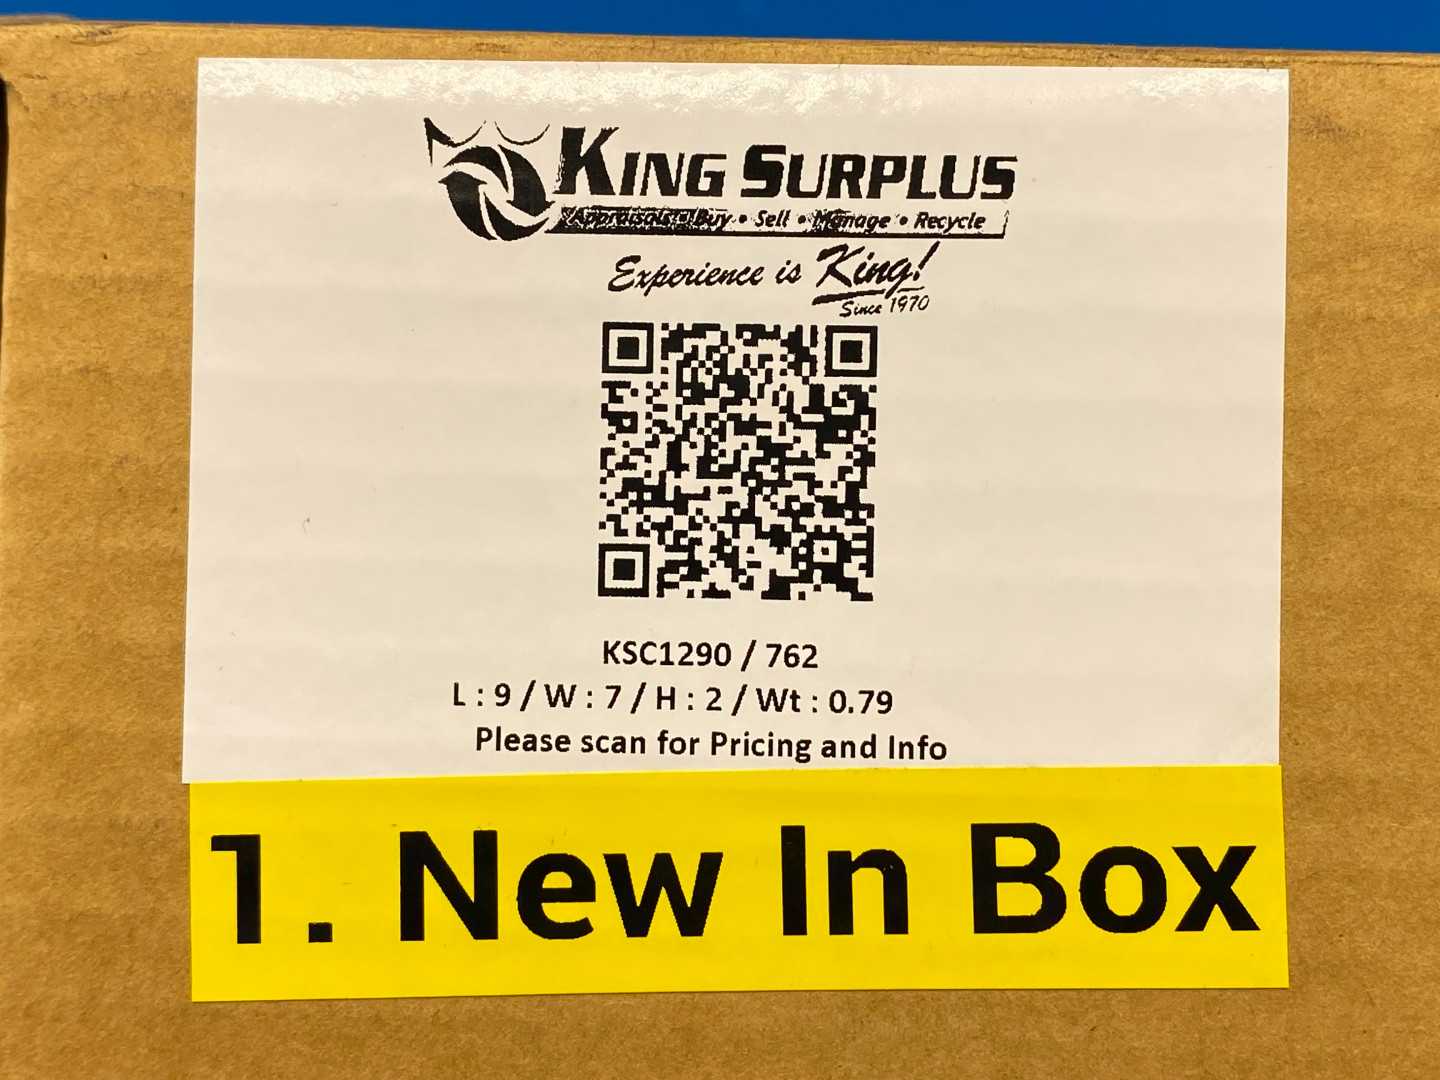 KING SURPLUS
Appraisals • Buy • Sell • Manage • Recycle
Experience is King!
Since 1970
KSC1290 / 762
L : 9 / W : 7 / H : 2 / Wt : 0.79
Please scan for Pricing and Info
1. New In Box